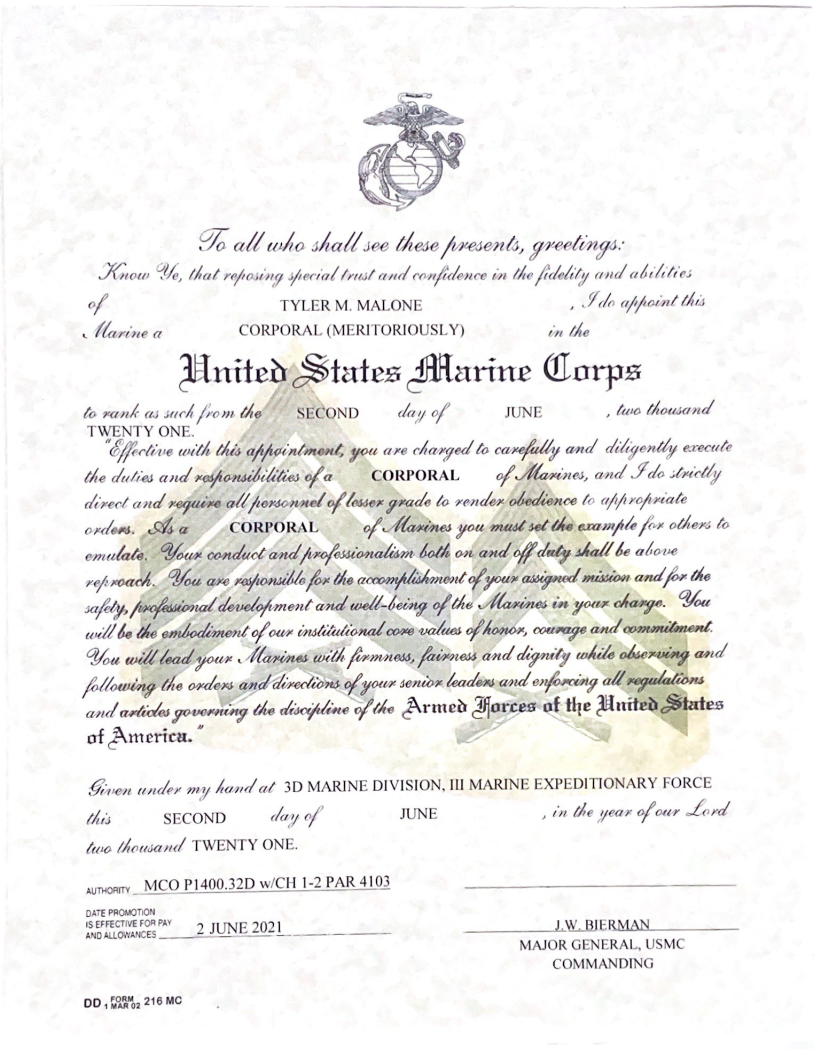 To all who shall see these presents, greetings:
Know Ye, that reposing special trust and confidence in the fidelity and abilities
of TYLER M. MALONE , I do appoint this
Marine a CORPORAL (MERITORIOUSLY) in the
United States Marine Corps
to rank as such from the SECOND day of JUNE , two thousand
TWENTY ONE.
"Effective with this appointment, you are charged to carefully and diligently execute
the duties and responsibilities of a CORPORAL of Marines, and I do strictly
direct and require all personnel of lesser grade to render obedience to appropriate
orders. As a CORPORAL of Marines you must set the example for others to
emulate. Your conduct and professionalism both on and off duty shall be above
reproach. You are responsible for the accomplishment of your assigned mission and for the
safety, professional development and well-being of the Marines in your charge. You
will be the embodiment of our institutional core values of honor, courage and commitment.
You will lead your Marines with firmness, fairness and dignity while observing and
following the orders and directions of your senior leaders and enforcing all regulations
and articles governing the discipline of the Armed Forces of the United States
of America."
Given under my hand at 3D MARINE DIVISION, III MARINE EXPEDITIONARY FORCE
this SECOND day of JUNE , in the year of our Lord
two thousand TWENTY ONE.
AUTHORITY MCO P1400.32D w/CH 1-2 PAR 4103
DATE PROMOTION
IS EFFECTIVE FOR PAY
AND ALLOWANCES 2 JUNE 2021
J.W. BIERMAN
MAJOR GENERAL, USMC
COMMANDING
DD FORM 1 MAR 02 216 MC